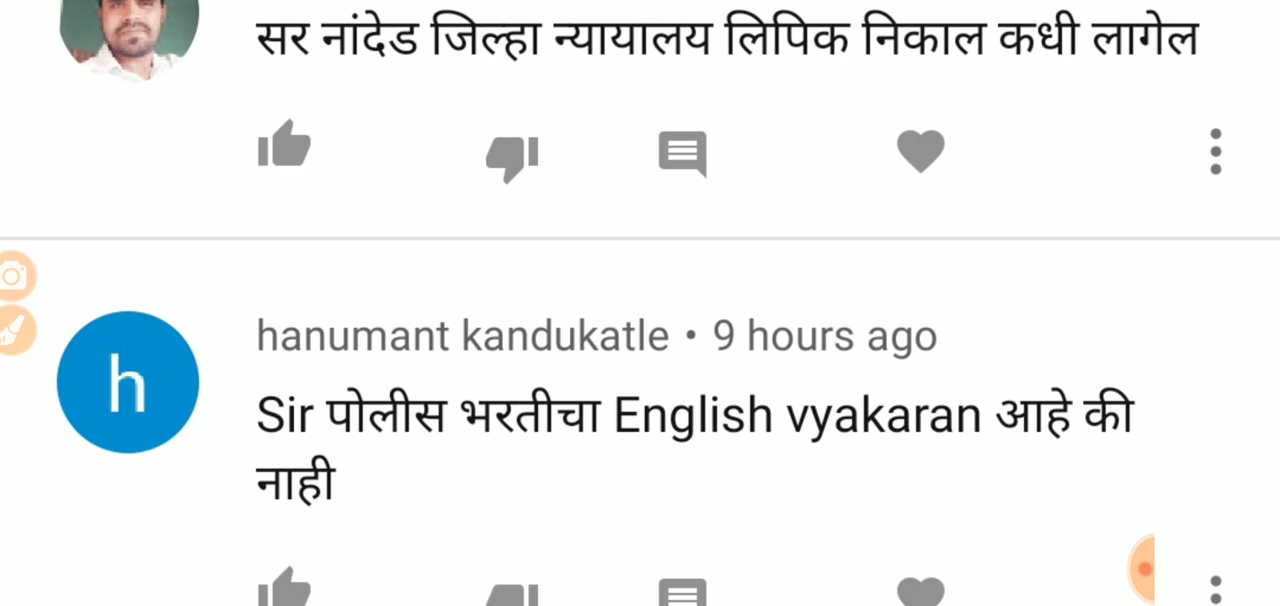 सर नांदेड जिल्हा न्यायालय लिपिक निकाल कधी लागेल
h
hanumant kandukatle • 9 hours ago
Sir पोलीस भरतीचा English vyakaran आहे की
नाही